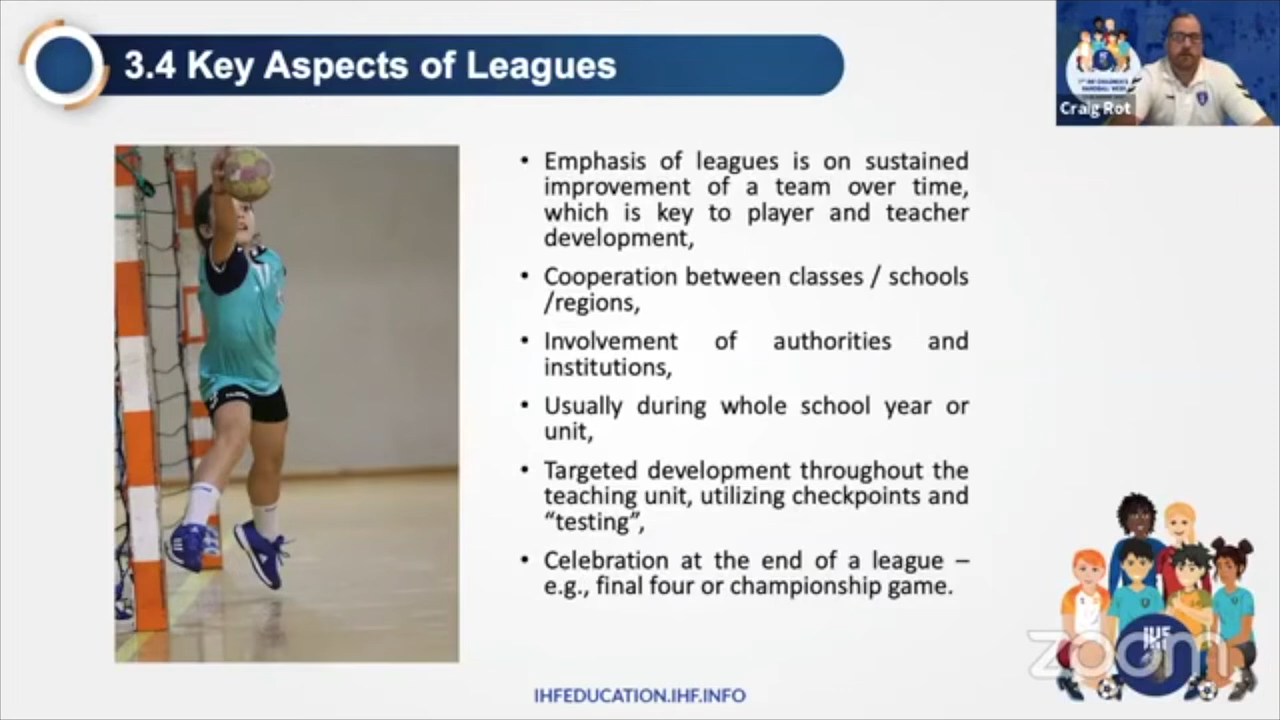 3.4 Key Aspects of Leagues
Craig Rot
• Emphasis of leagues is on sustained
improvement of a team over time,
which is key to player and teacher
development,
• Cooperation between classes / schools
/regions,
• Involvement of authorities and
institutions,
• Usually during whole school year or
unit,
• Targeted development throughout the
teaching unit, utilizing checkpoints and
“testing”,
• Celebration at the end of a league –
e.g., final four or championship game.
IHF
zoom
IHFEDUCATION.IHF.INFO